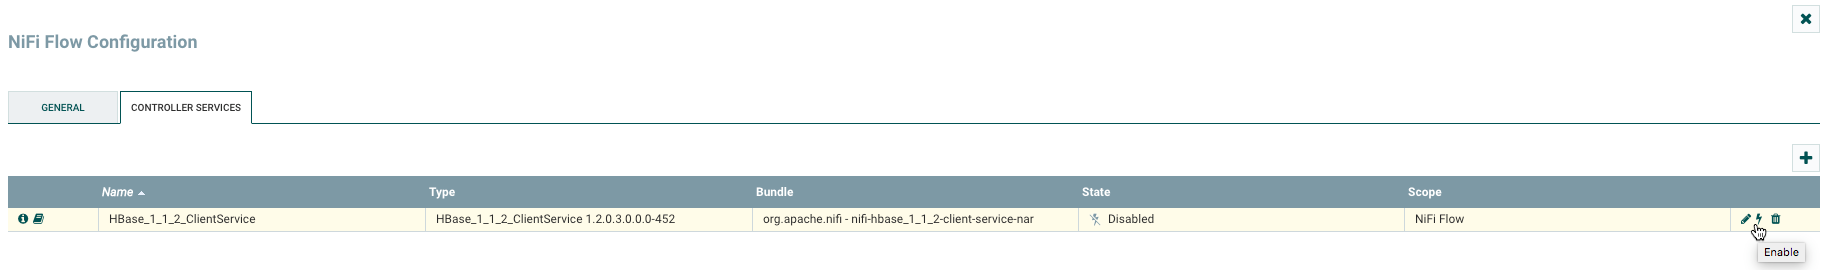 NiFi Flow Configuration
GENERAL CONTROLLER SERVICES
Name Type Bundle State Scope
HBase_1_1_2_ClientService HBase_1_1_2_ClientService 1.2.0.3.0.0.0-452 org.apache.nifi - nifi-hbase_1_1_2-client-service-nar Disabled NiFi Flow
Enable